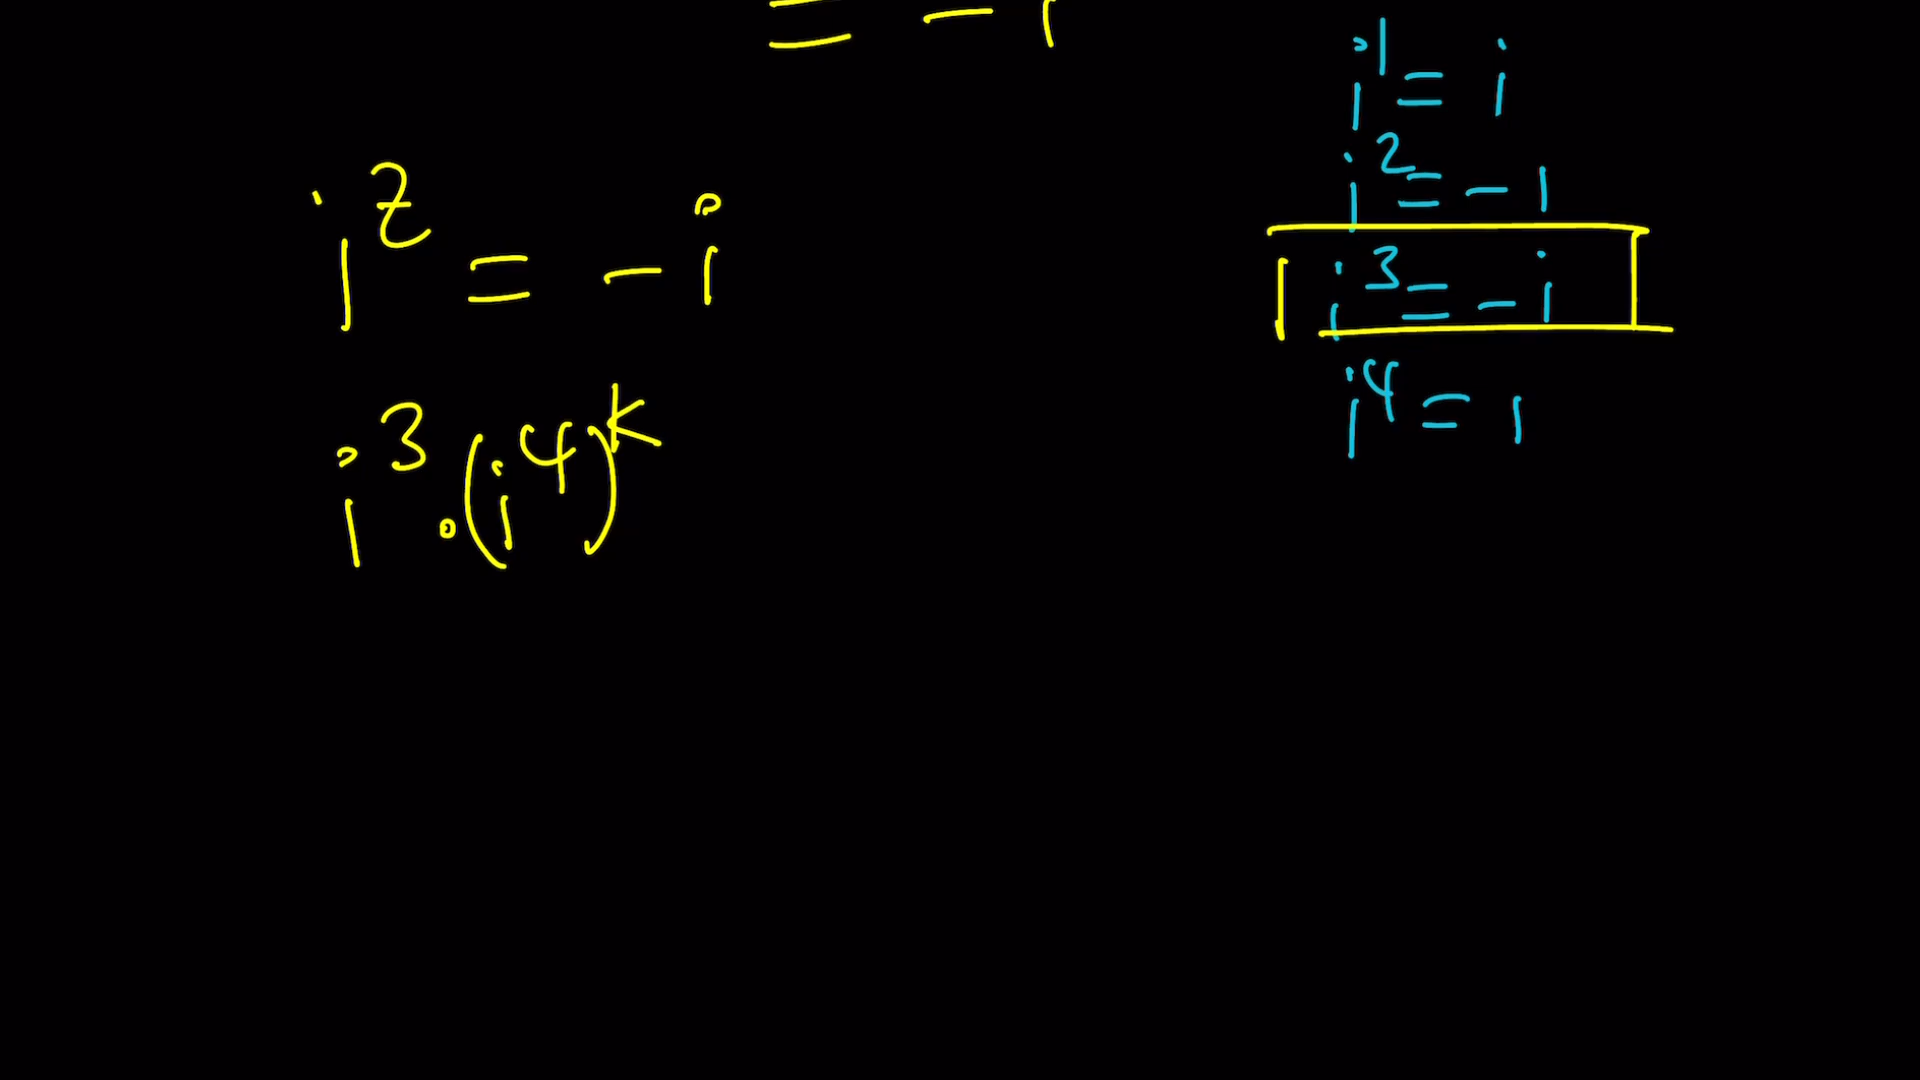 = - i
i^z = - i
i^3 · (i^4)^k
i^1 = i
i^2 = - 1
i^3 = - i
i^4 = 1